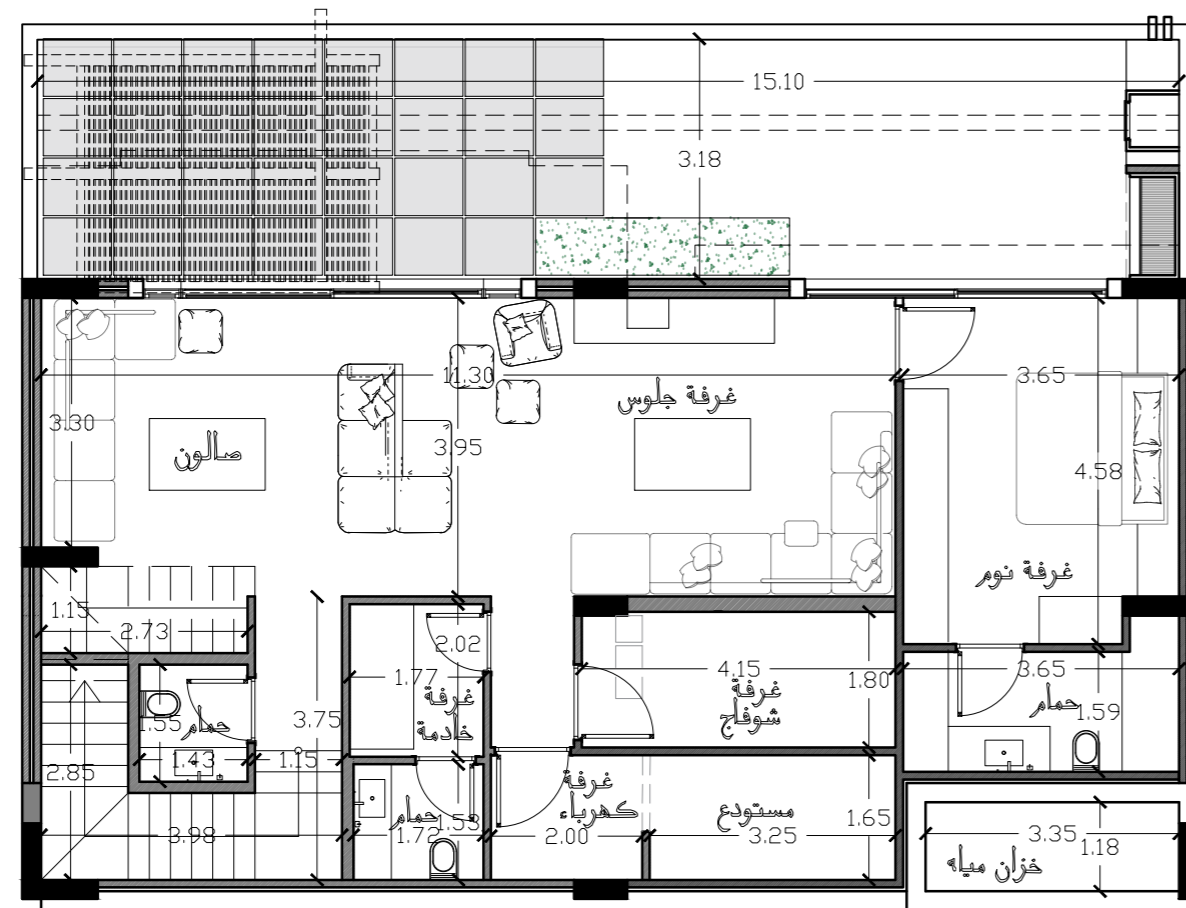 15.10
3.18
11.30
3.65
3.30
غرفة جلوس
صالون
3.95
4.58
غرفة نوم
1.15
2.73
2.02
1.77
4.15
1.80
3.65
غرفة
خادمة
غرفة
شوفاج
حمام
1.59
1.55
حمام
3.75
1.43
1.15
2.85
غرفة
كهرباء
حمام
1.53
1.72
2.00
مستودع
1.65
3.25
3.98
3.35
1.18
خزان مياه